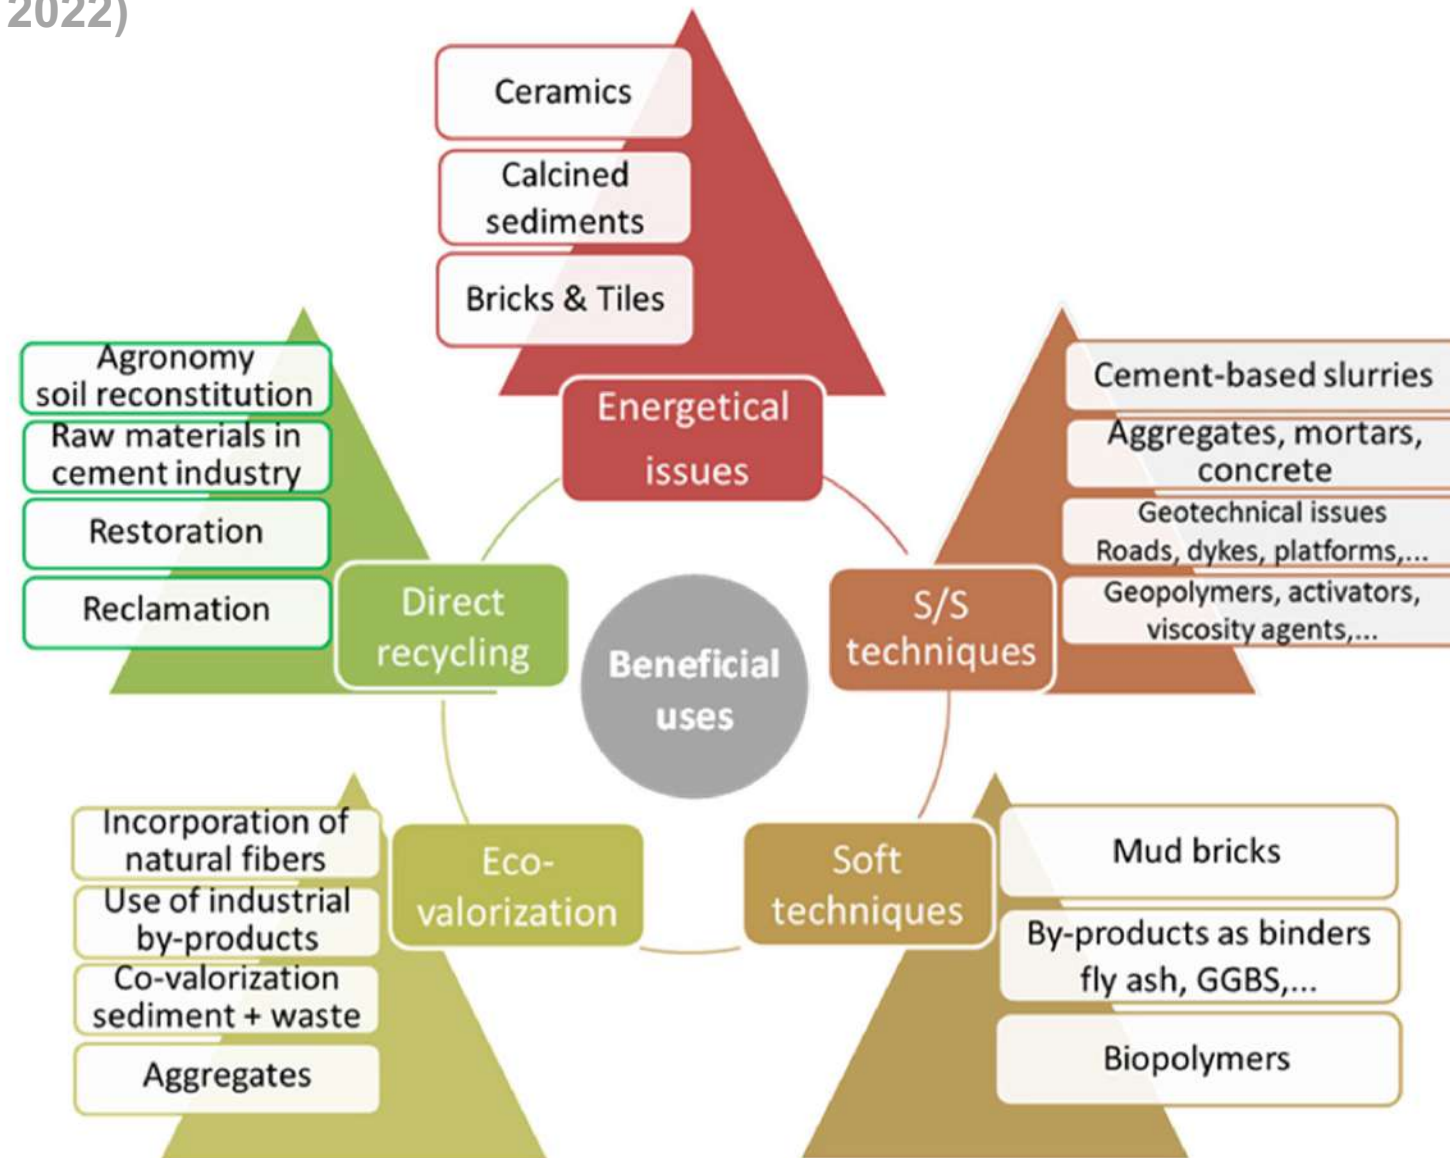 2022)
Ceramics
Calcined
sediments
Bricks & Tiles
Energetical
issues
Agronomy
soil reconstitution
Raw materials in
cement industry
Restoration
Reclamation
Direct
recycling
Cement-based slurries
Aggregates, mortars,
concrete
Geotechnical issues
Roads, dykes, platforms,...
Geopolymers, activators,
viscosity agents,...
S/S
techniques
Beneficial
uses
Incorporation of
natural fibers
Use of industrial
by-products
Co-valorization
sediment + waste
Aggregates
Eco-
valorization
Soft
techniques
Mud bricks
By-products as binders
fly ash, GGBS,...
Biopolymers